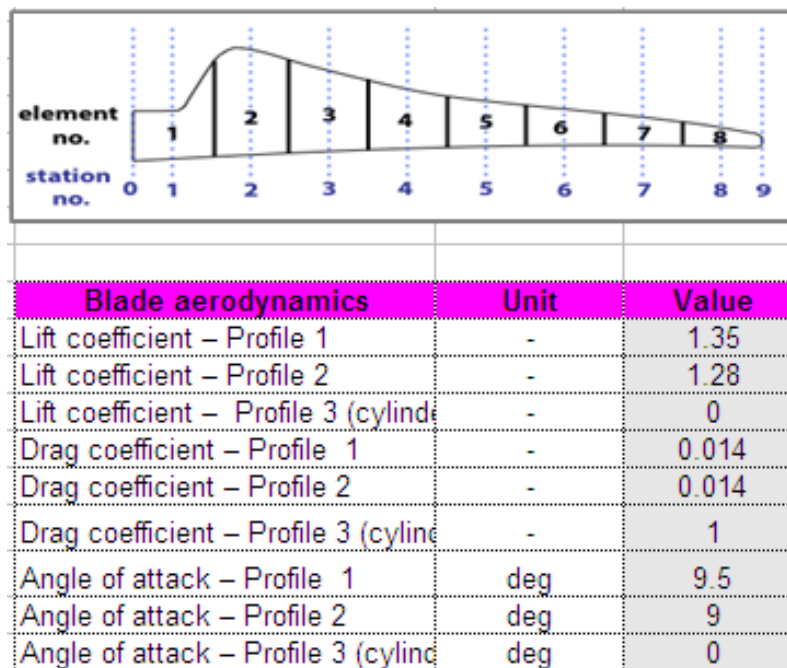 element no.
1 2 3 4 5 6 7 8
station no.
0 1 2 3 4 5 6 7 8 9
Blade aerodynamics Unit Value
Lift coefficient – Profile 1 - 1.35
Lift coefficient – Profile 2 - 1.28
Lift coefficient – Profile 3 (cylinde - 0
Drag coefficient – Profile 1 - 0.014
Drag coefficient – Profile 2 - 0.014
Drag coefficient – Profile 3 (cylind - 1
Angle of attack – Profile 1 deg 9.5
Angle of attack – Profile 2 deg 9
Angle of attack – Profile 3 (cylind deg 0